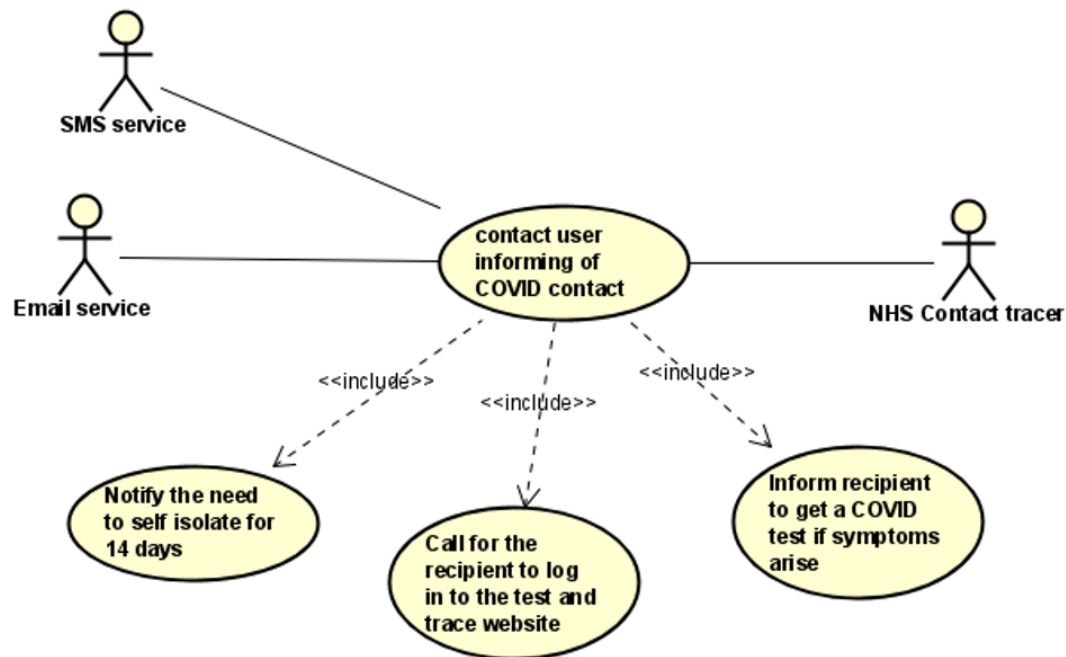 SMS service
Email service
contact user
informing of
COVID contact
NHS Contact tracer
<<include>>
<<include>>
<<include>>
Notify the need
to self isolate for
14 days
Call for the
recipient to log
in to the test and
trace website
Inform recipient
to get a COVID
test if symptoms
arise